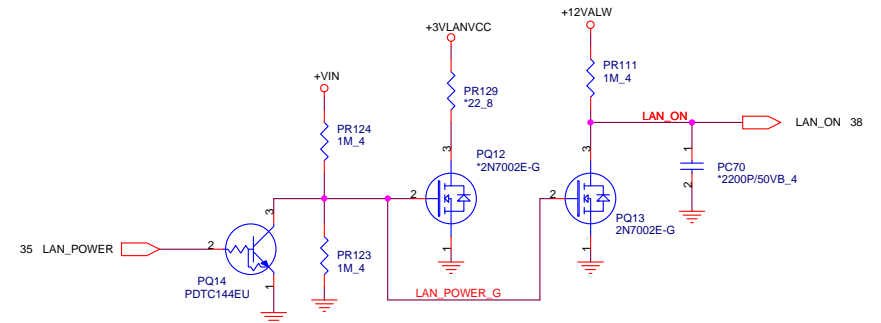 +12VALW
+3VLANVCC
+VIN
PR129
*22_8
PR111
1M_4
PR124
1M_4
LAN_ON
LAN_ON 38
3
3
PQ12
*2N7002E-G
1
PC70
*2200P/50VB_4
2
2
2
3
PQ13
2N7002E-G
35 LAN_POWER
2
PR123
1M_4
1
1
PQ14
PDTC144EU
1
LAN_POWER_G